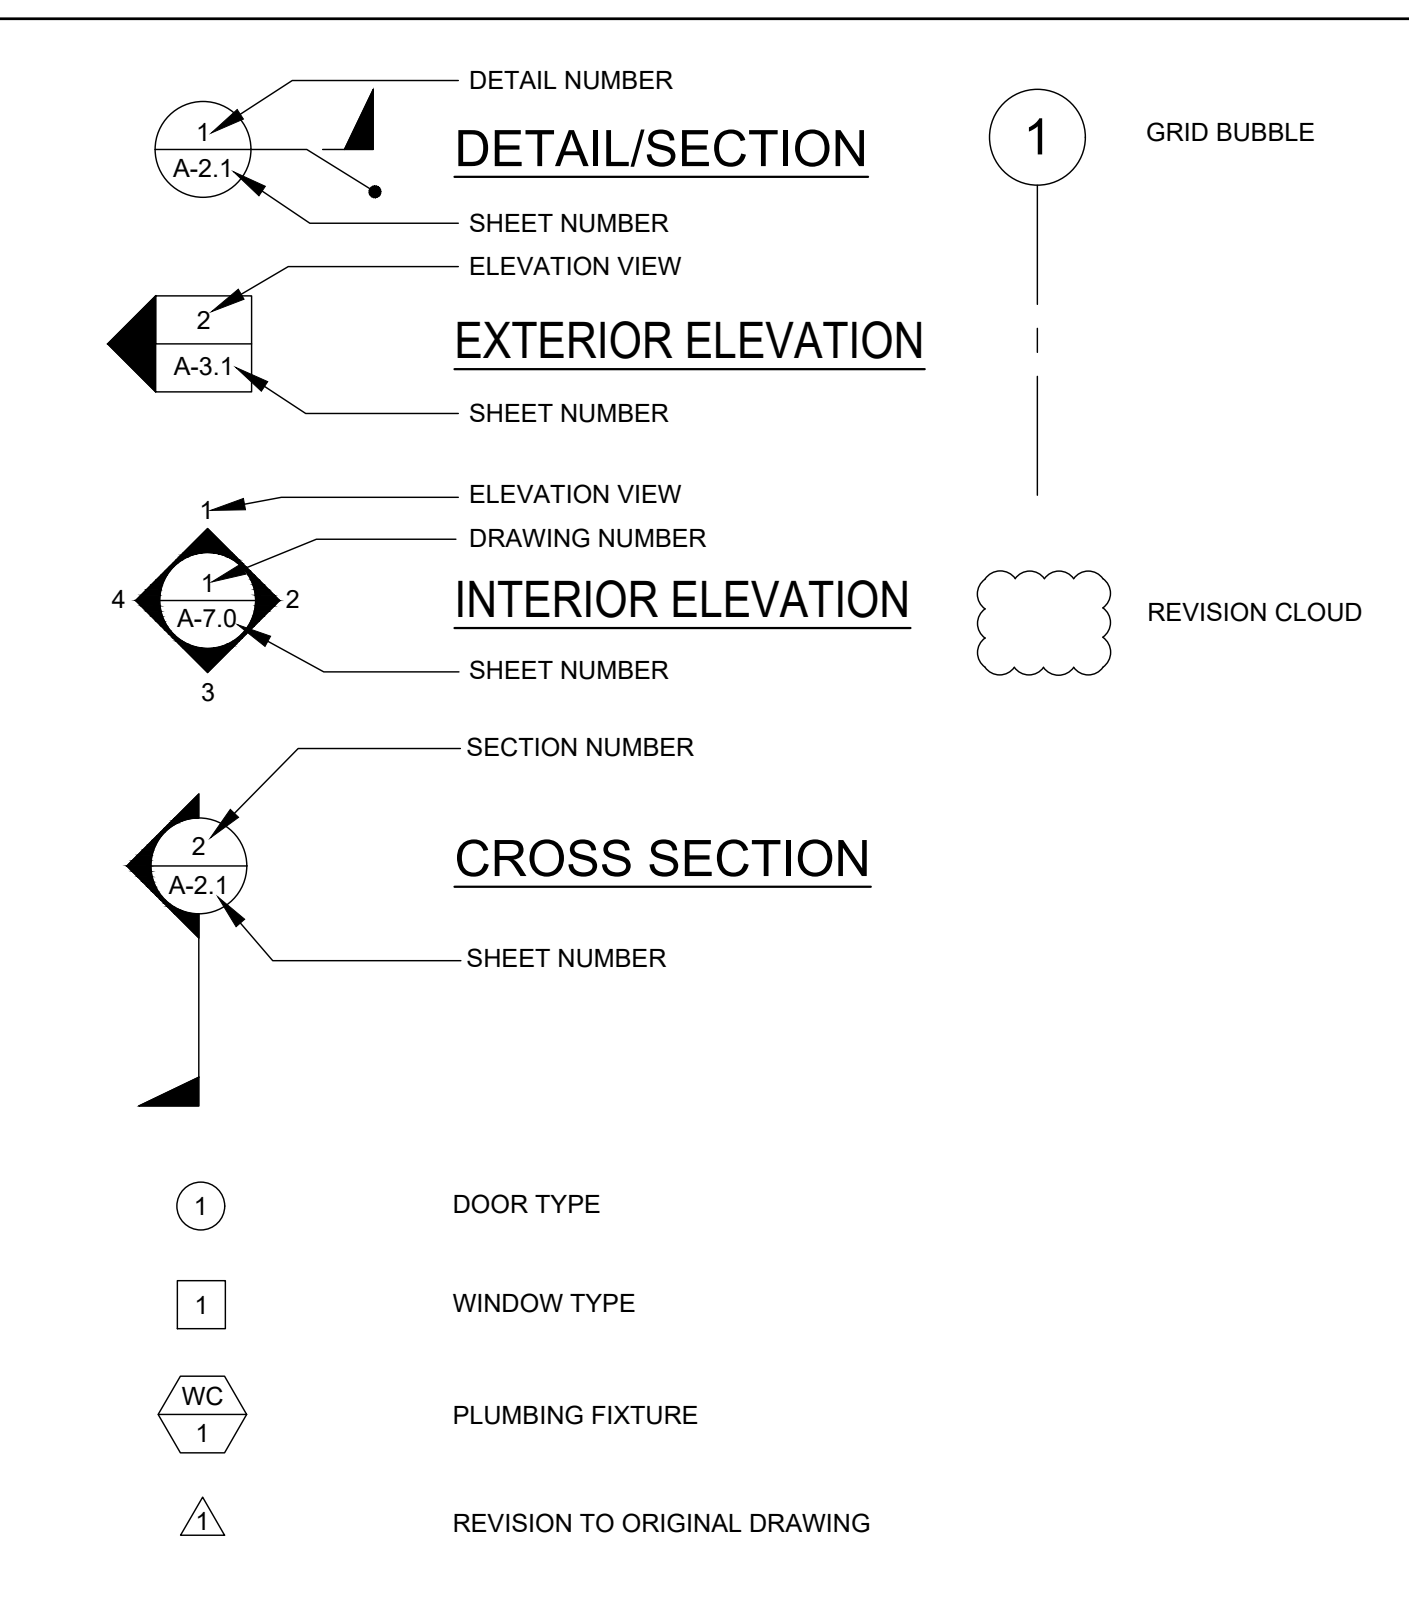 DETAIL NUMBER
1
A-2.1
DETAIL/SECTION
SHEET NUMBER
ELEVATION VIEW
2
A-3.1
EXTERIOR ELEVATION
SHEET NUMBER
ELEVATION VIEW
1
DRAWING NUMBER
1
4
2
A-7.0
INTERIOR ELEVATION
SHEET NUMBER
3
SECTION NUMBER
2
A-2.1
CROSS SECTION
SHEET NUMBER
1
DOOR TYPE
1
WINDOW TYPE
WC
1
PLUMBING FIXTURE
1
REVISION TO ORIGINAL DRAWING
1
GRID BUBBLE
REVISION CLOUD